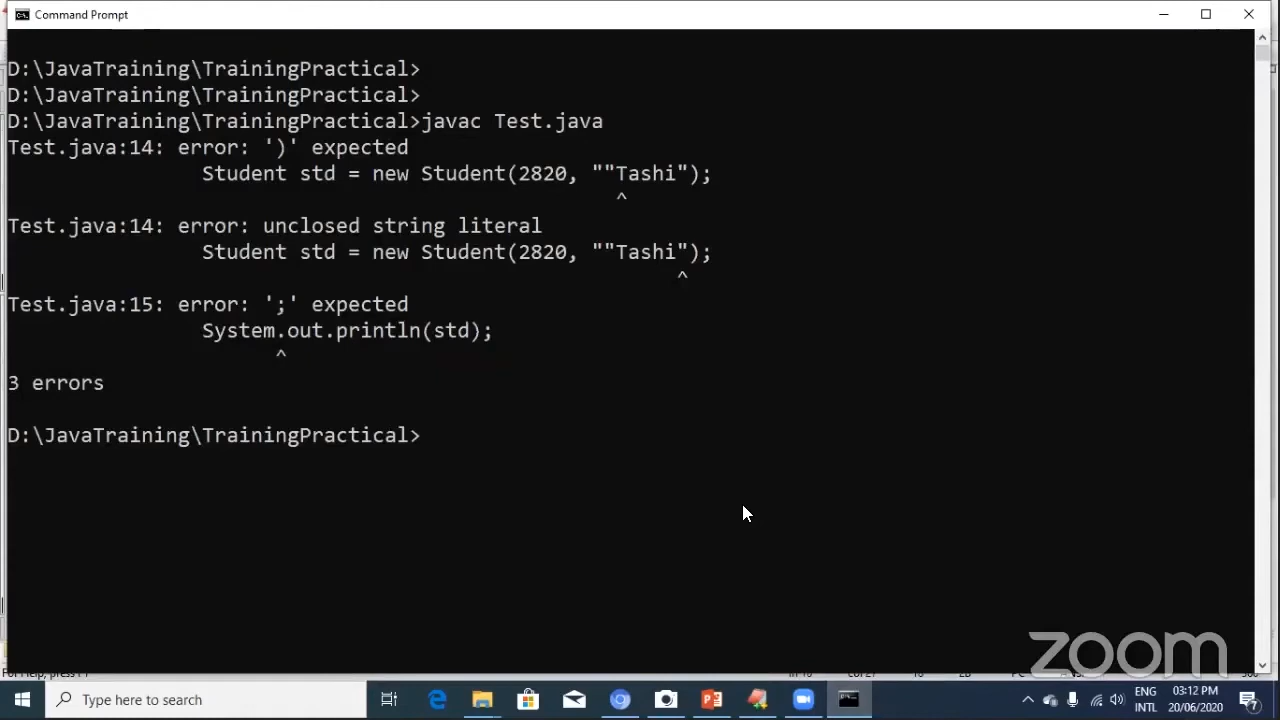 Command Prompt
D:\JavaTraining\TrainingPractical>
D:\JavaTraining\TrainingPractical>
D:\JavaTraining\TrainingPractical>javac Test.java
Test.java:14: error: ')' expected
Student std = new Student(2820, ""Tashi");
^
Test.java:14: error: unclosed string literal
Student std = new Student(2820, ""Tashi");
^
Test.java:15: error: ';' expected
System.out.println(std);
^
3 errors
D:\JavaTraining\TrainingPractical>
zoom
Type here to search
ENG
INTL
03:12 PM
20/06/2020
7